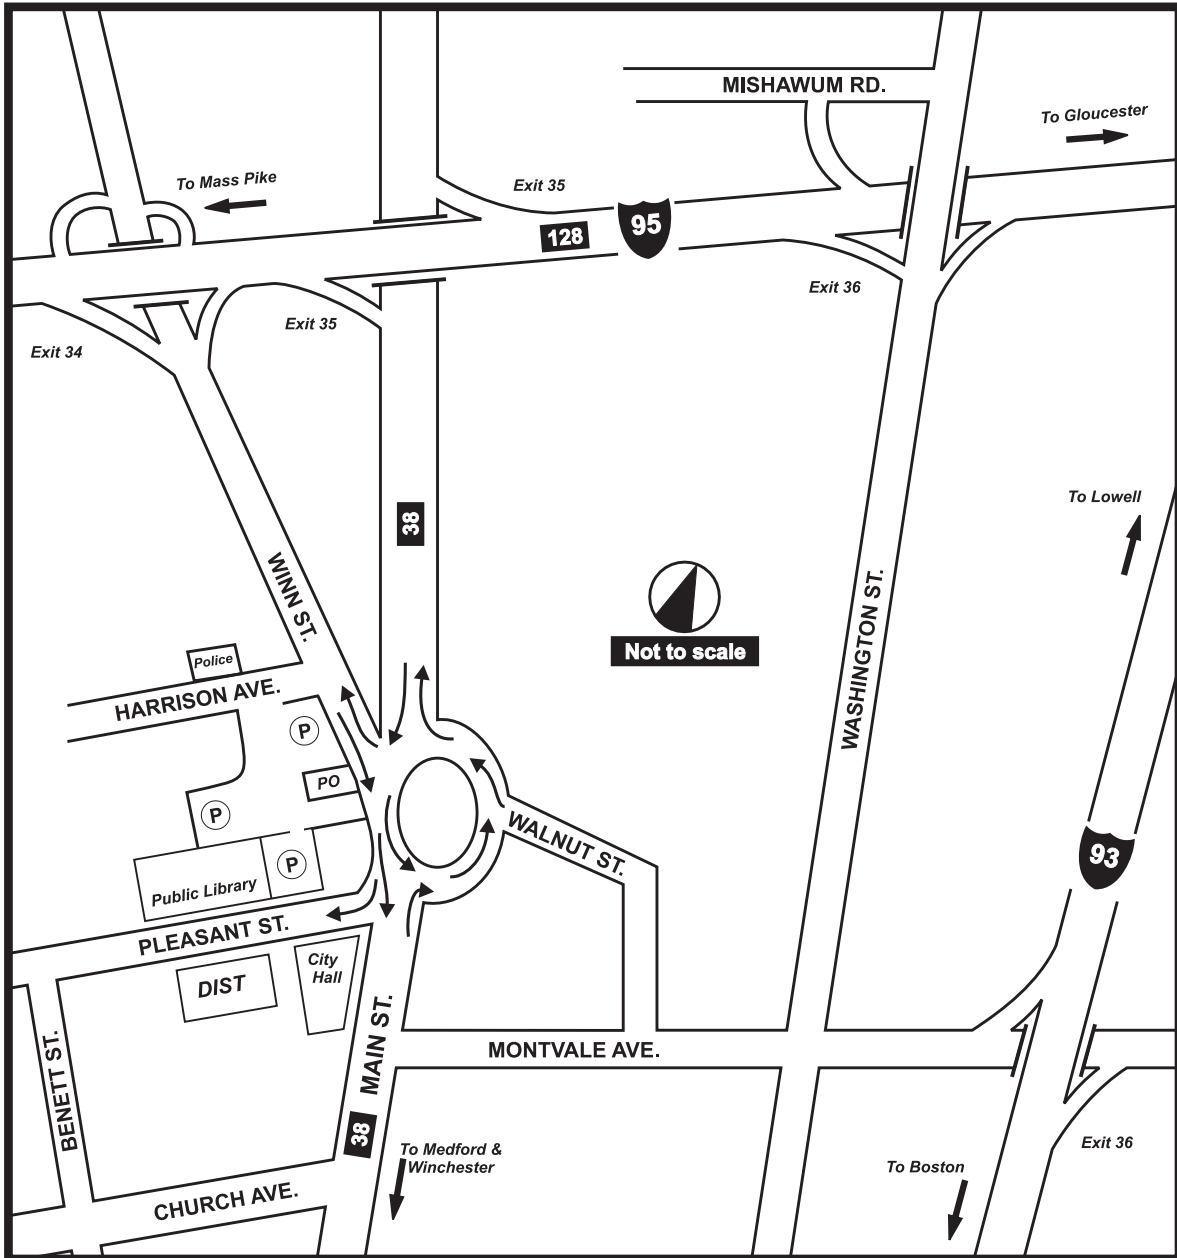 MISHAWUM RD.
To Gloucester
To Mass Pike
Exit 35
95
128
Exit 36
Exit 35
Exit 34
38
To Lowell
WINN ST.
Not to scale
WASHINGTON ST.
Police
HARRISON AVE.
P
PO
P
WALNUT ST.
93
P
Public Library
PLEASANT ST.
City
Hall
DIST
MAIN ST.
BENETT ST.
MONTVALE AVE.
38
To Medford &
Winchester
Exit 36
To Boston
CHURCH AVE.